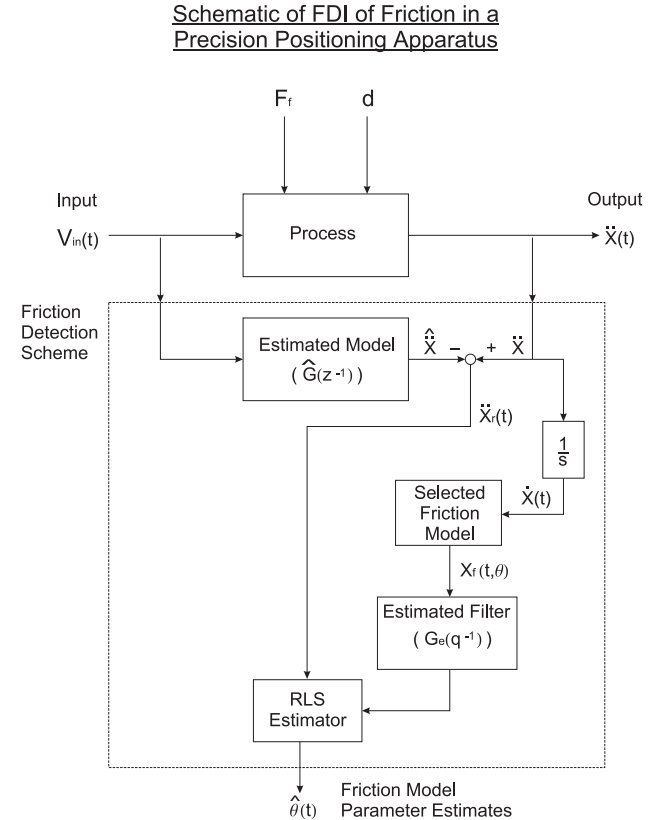 Schematic of FDI of Friction in a
Precision Positioning Apparatus
F_f
d
Input
V_in(t)
Process
Output
Ẍ(t)
Friction
Detection
Scheme
Estimated Model
( Ĝ(z⁻¹) )
Ẍ̂ − + Ẍ
Ẍ_r(t)
1
s
Ẋ(t)
Selected
Friction
Model
X_f(t,θ)
Estimated Filter
( G_e(q⁻¹) )
RLS
Estimator
θ̂(t)
Friction Model
Parameter Estimates